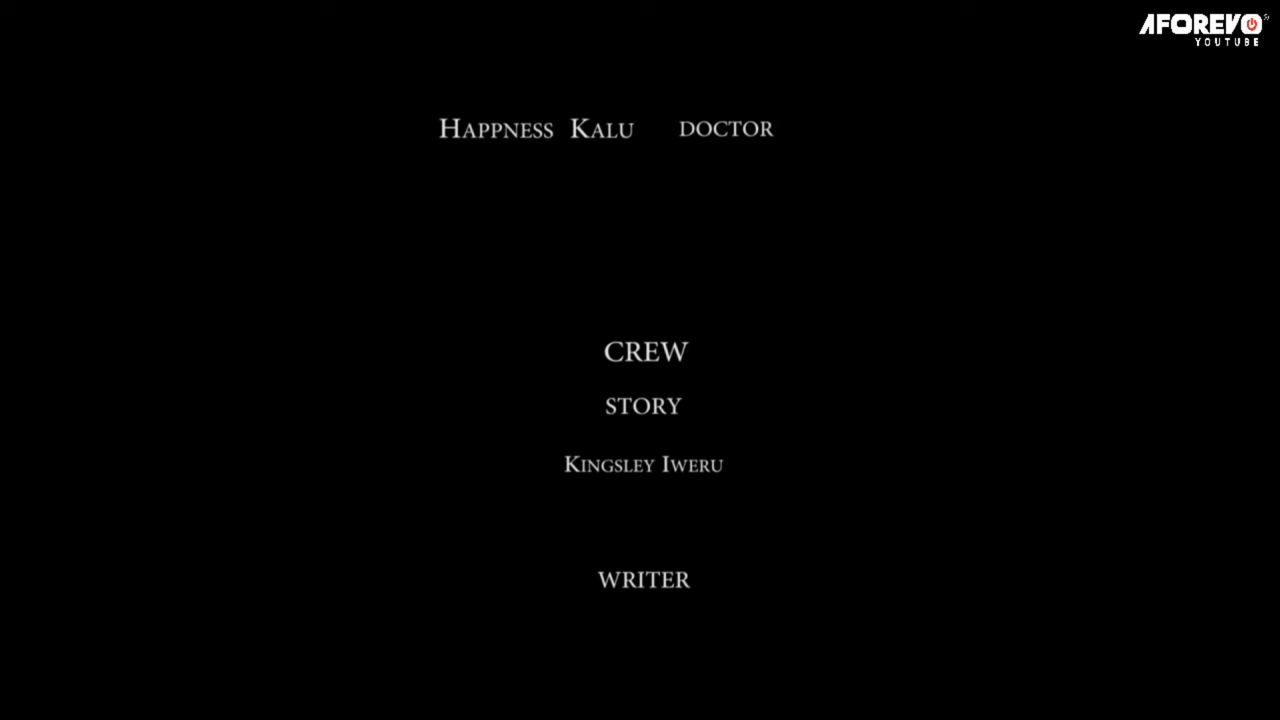 AFOREVO
YOUTUBE
HAPPNESS KALU DOCTOR
CREW
STORY
KINGSLEY IWERU
WRITER